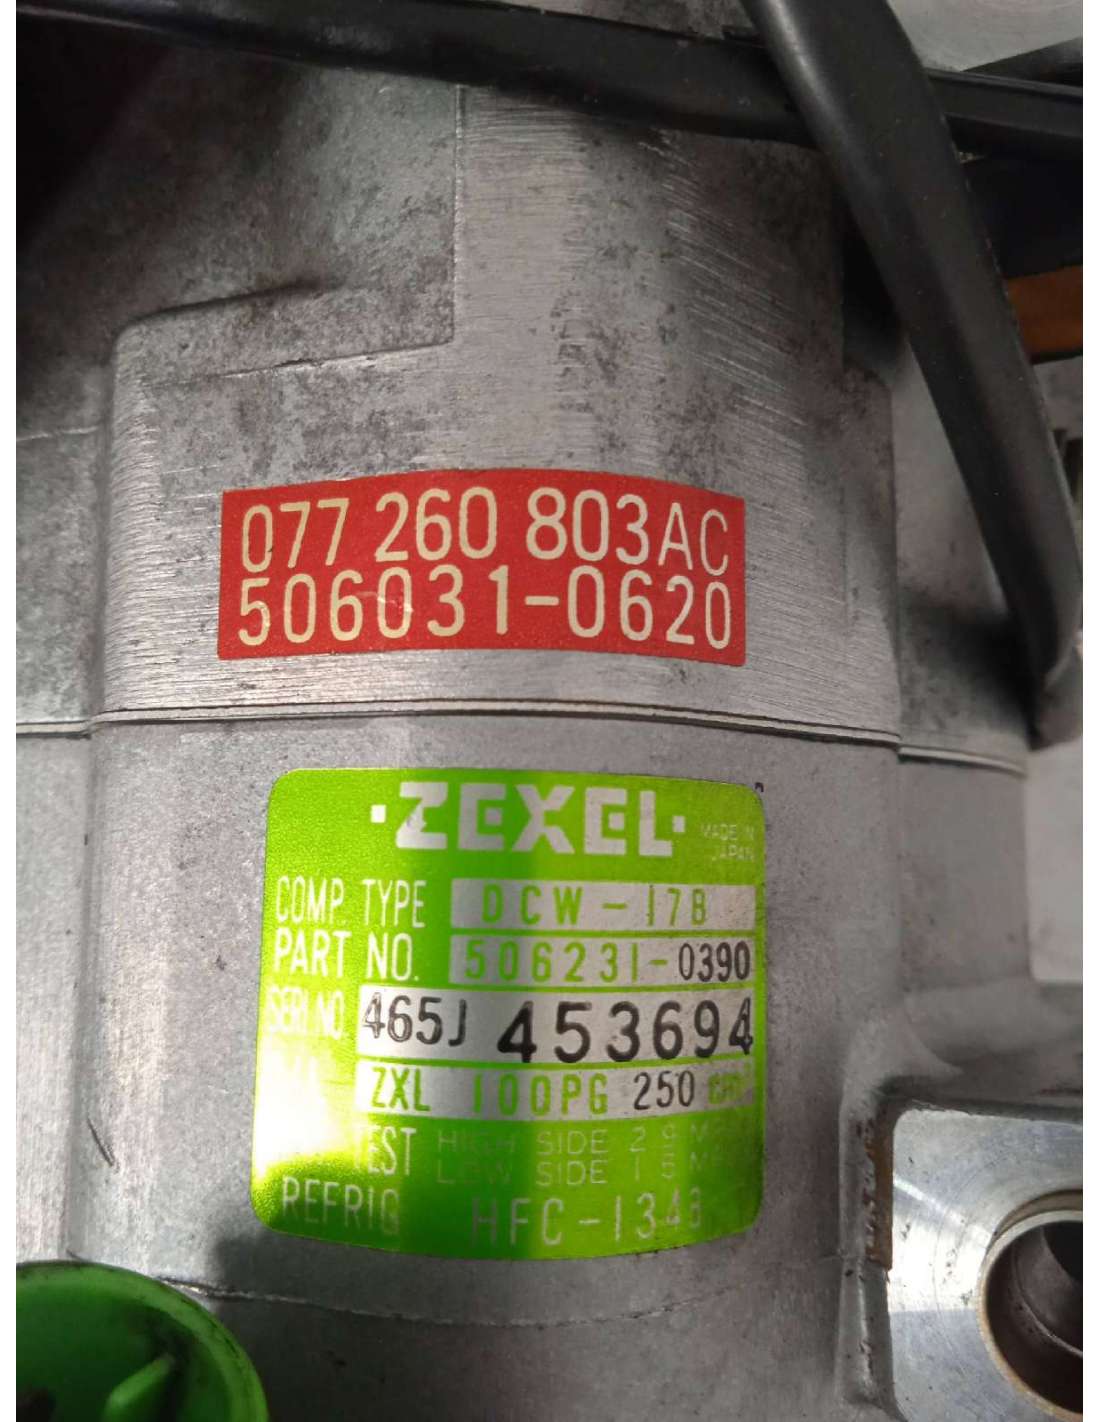 077 260 803AC
506031-0620
·ZEXEL·
MADE IN
JAPAN
COMP. TYPE DCW-17B
PART NO. 506231-0390
SERI NO. 465J 453694
ZXL 100PG 250
TEST HIGH SIDE
LOW SIDE
REFRIG HFC-134a